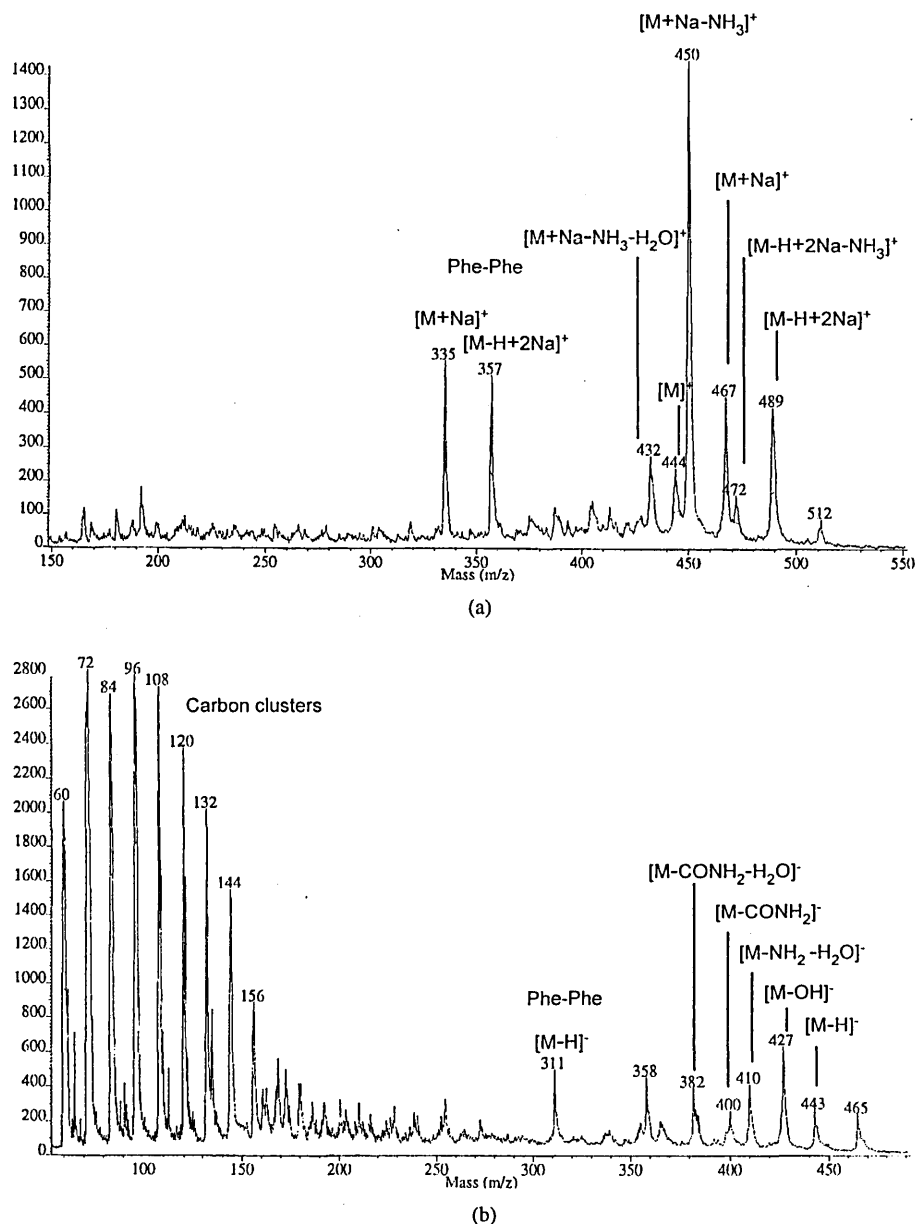 [M+Na-NH3]+
450
1400
1300
1200
1100
1000
900
800
700
600
500
400
300
200
100
0
[M+Na]+
[M+Na-NH3-H2O]+
[M-H+2Na-NH3]+
Phe-Phe
[M+Na]+
[M-H+2Na]+
[M-H+2Na]+
335
357
[M]+
467
489
432
444
472
512
150 200 250 300 350 400 450 500 550
Mass (m/z)
(a)
2800
2600
2400
2200
2000
1800
1600
1400
1200
1000
800
600
400
200
0
72
96
84
108
Carbon clusters
120
60
132
144
156
[M-CONH2-H2O]-
[M-CONH2]-
[M-NH2-H2O]-
Phe-Phe
[M-OH]-
[M-H]-
427
[M-H]-
311
358
382
410
400
443
465
100 150 200 250 300 350 400 450
Mass (m/z)
(b)